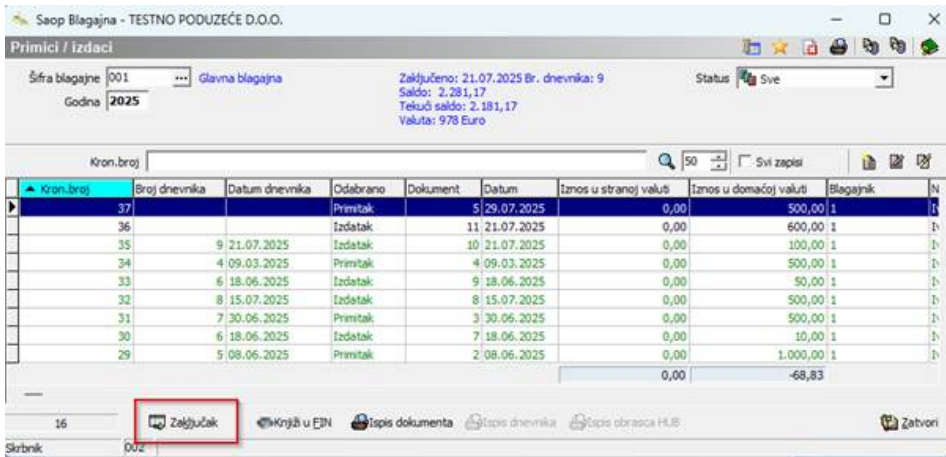 Saop Blagajna - TESTNO PODUZEĆE D.O.O.
Primici / izdaci
Šifra blagajne 001 ... Glavna blagajna
Godina 2025
Zaključeno: 21.07.2025 Br. dnevnika: 9
Saldo: 2.281,17
Tekući saldo: 2.181,17
Valuta: 978 Euro
Status Sve
Kron.broj 50 Svi zapisi
Kron.broj Broj dnevnika Datum dnevnika Odabrano Dokument Datum Iznos u stranoj valuti Iznos u domaćoj valuti Blagajnik N
37 Primitak 5 29.07.2025 0,00 500,00 1
36 Izdatak 11 21.07.2025 0,00 600,00 1
35 9 21.07.2025 Izdatak 10 21.07.2025 0,00 100,00 1
34 4 09.03.2025 Primitak 4 09.03.2025 0,00 500,00 1
33 6 18.06.2025 Izdatak 9 18.06.2025 0,00 50,00 1
32 8 15.07.2025 Izdatak 8 15.07.2025 0,00 500,00 1
31 7 30.06.2025 Primitak 3 30.06.2025 0,00 500,00 1
30 6 18.06.2025 Izdatak 7 18.06.2025 0,00 10,00 1
29 5 08.06.2025 Primitak 2 08.06.2025 0,00 1.000,00 1
0,00 -68,83
16 Zaključak Knjiži u FIN Ispis dokumenta Ispis dnevnika Ispis obrasca HUB Zatvori
Skrbnik 002